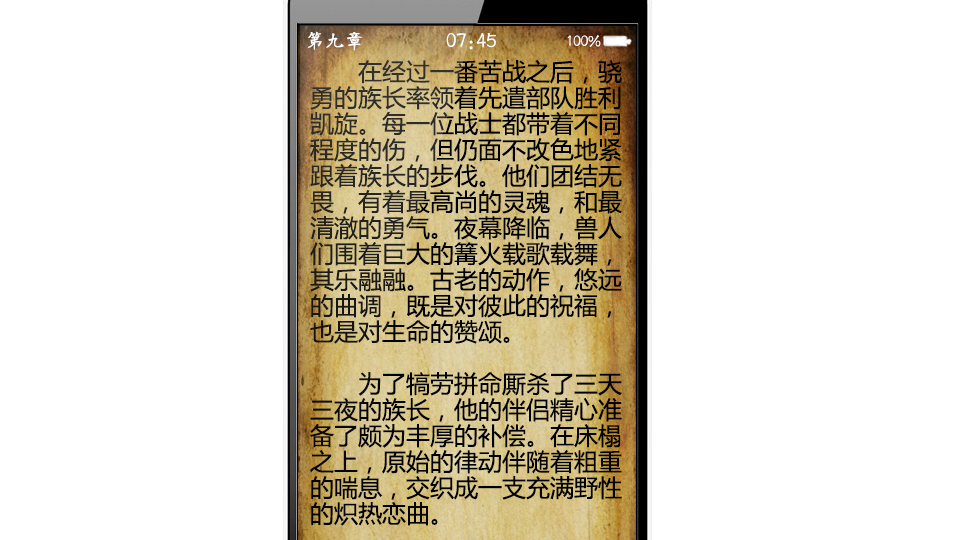 第九章 07:45 100%
在经过一番苦战之后，骁
勇的族长率领着先遣部队胜利
凯旋。每一位战士都带着不同
程度的伤，但仍面不改色地紧
跟着族长的步伐。他们团结无
畏，有着最高尚的灵魂，和最
清澈的勇气。夜幕降临，兽人
们围着巨大的篝火载歌载舞，
其乐融融。古老的动作，悠远
的曲调，既是对彼此的祝福，
也是对生命的赞颂。
为了犒劳拼命厮杀了三天
三夜的族长，他的伴侣精心准
备了颇为丰厚的补偿。在床榻
之上，原始的律动伴随着粗重
的喘息，交织成一支充满野性
的炽热恋曲。